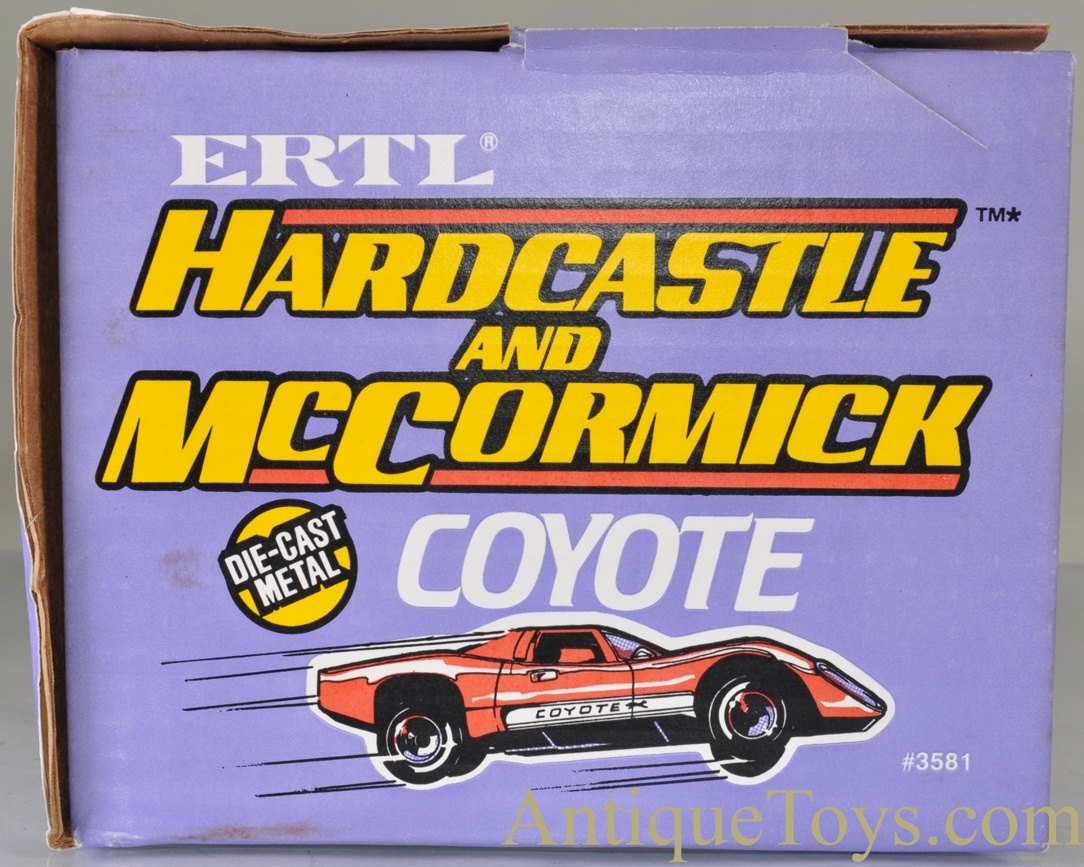 ERTL®
HARDCASTLE TM*
AND
MCCORMICK
DIE-CAST
METAL
COYOTE
COYOTE
#3581
AntiqueToys.com